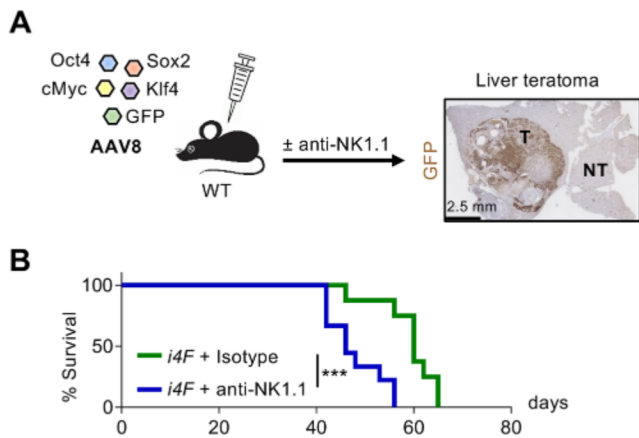 A
Oct4 Sox2
cMyc Klf4
GFP
AAV8
WT
± anti-NK1.1
Liver teratoma
GFP
T
NT
2.5 mm
B
% Survival
100
50
0
i4F + Isotype
i4F + anti-NK1.1
***
0 20 40 60 80
days